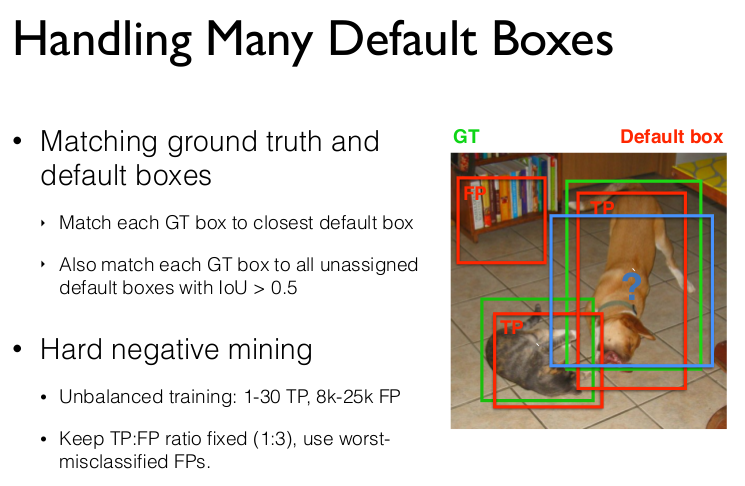 Handling Many Default Boxes
• Matching ground truth and
default boxes
‣ Match each GT box to closest default box
‣ Also match each GT box to all unassigned
default boxes with IoU > 0.5
• Hard negative mining
• Unbalanced training: 1-30 TP, 8k-25k FP
• Keep TP:FP ratio fixed (1:3), use worst-
misclassified FPs.
GT
Default box
FP
TP
?
TP